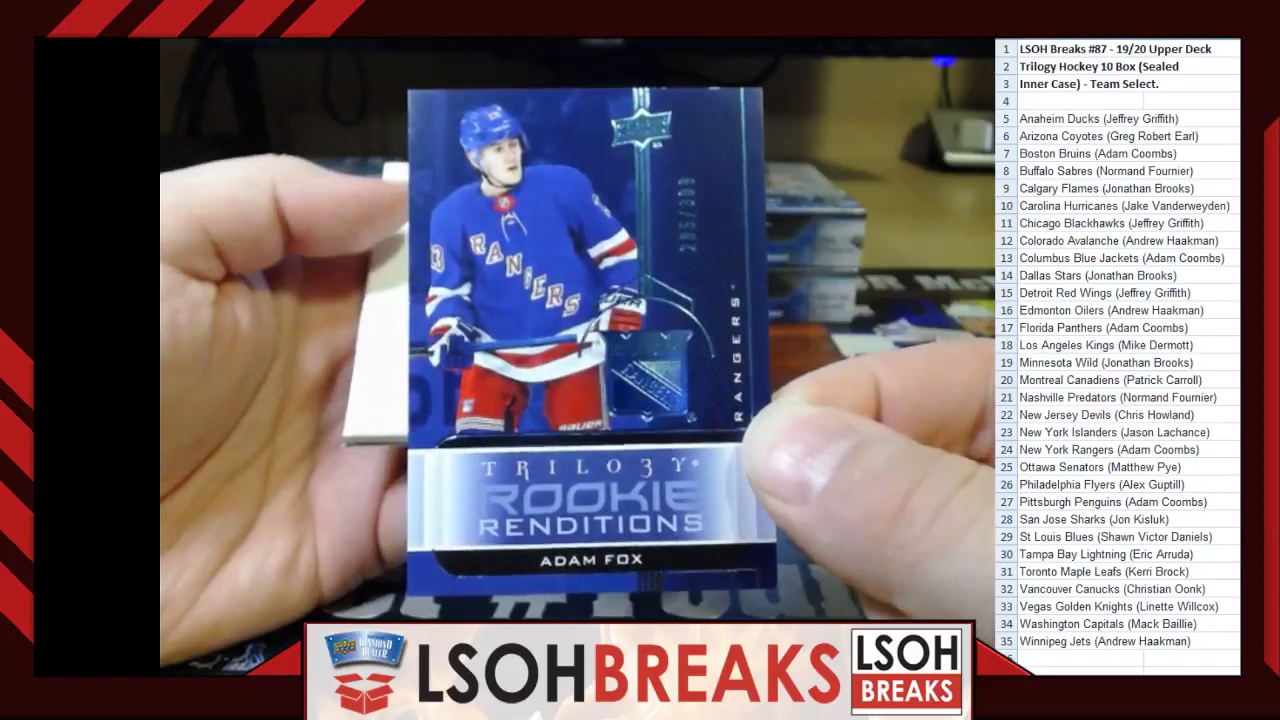 295/399
RANGERS
RANGERS
TRILO3Y
ROOKIE
RENDITIONS
ADAM FOX
1 LSOH Breaks #87 - 19/20 Upper Deck
2 Trilogy Hockey 10 Box (Sealed
3 Inner Case) - Team Select.
4
5 Anaheim Ducks (Jeffrey Griffith)
6 Arizona Coyotes (Greg Robert Earl)
7 Boston Bruins (Adam Coombs)
8 Buffalo Sabres (Normand Fournier)
9 Calgary Flames (Jonathan Brooks)
10 Carolina Hurricanes (Jake Vanderweyden)
11 Chicago Blackhawks (Jeffrey Griffith)
12 Colorado Avalanche (Andrew Haakman)
13 Columbus Blue Jackets (Adam Coombs)
14 Dallas Stars (Jonathan Brooks)
15 Detroit Red Wings (Jeffrey Griffith)
16 Edmonton Oilers (Andrew Haakman)
17 Florida Panthers (Adam Coombs)
18 Los Angeles Kings (Mike Dermott)
19 Minnesota Wild (Jonathan Brooks)
20 Montreal Canadiens (Patrick Carroll)
21 Nashville Predators (Normand Fournier)
22 New Jersey Devils (Chris Howland)
23 New York Islanders (Jason Lachance)
24 New York Rangers (Adam Coombs)
25 Ottawa Senators (Matthew Pye)
26 Philadelphia Flyers (Alex Guptill)
27 Pittsburgh Penguins (Adam Coombs)
28 San Jose Sharks (Jon Kisluk)
29 St Louis Blues (Shawn Victor Daniels)
30 Tampa Bay Lightning (Eric Arruda)
31 Toronto Maple Leafs (Kerri Brock)
32 Vancouver Canucks (Christian Oonk)
33 Vegas Golden Knights (Linette Willcox)
34 Washington Capitals (Mack Baillie)
35 Winnipeg Jets (Andrew Haakman)
DIAMOND
DEALER
LSOHBREAKS
LSOH
BREAKS